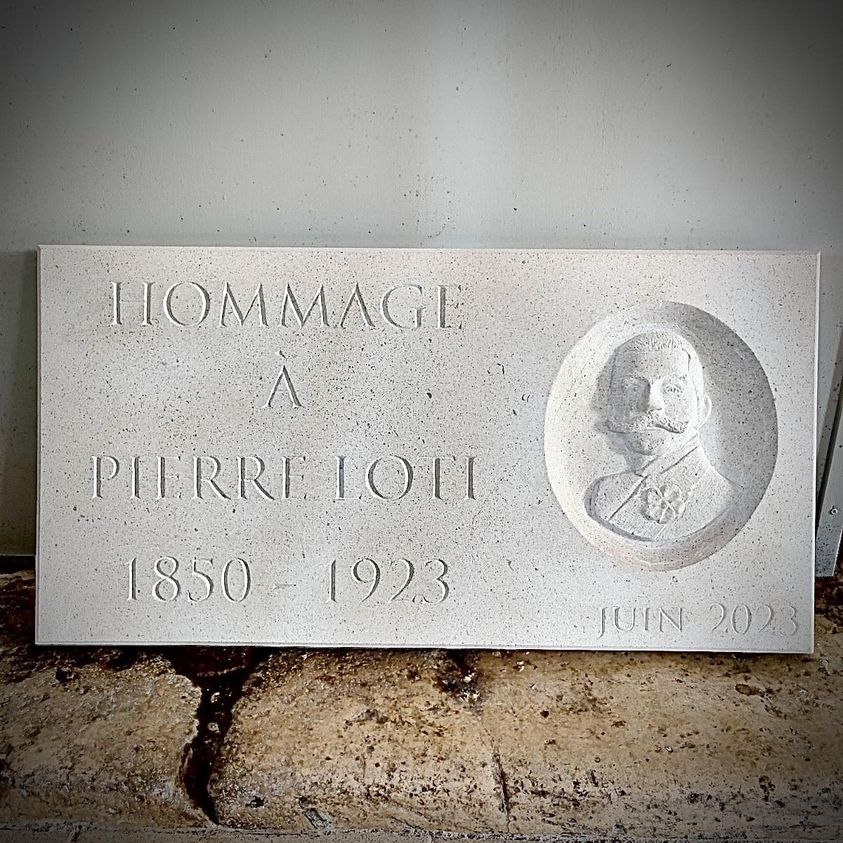 HOMMAGE
À
PIERRE LOTI
1850 - 1923
JUIN 2023